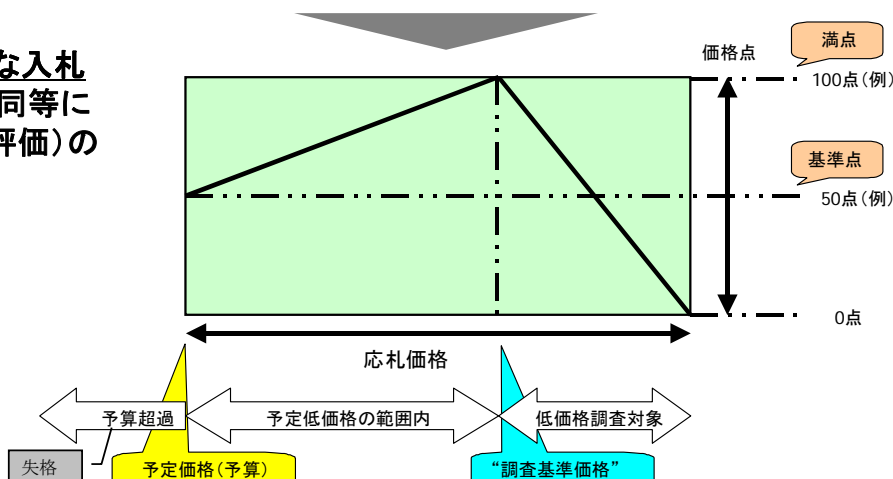 な入札
同等に
評価)の
価格点
満点
100点(例)
基準点
50点(例)
0点
応札価格
予算超過
予定低価格の範囲内
低価格調査対象
失格
予定価格(予算)
“調査基準価格”